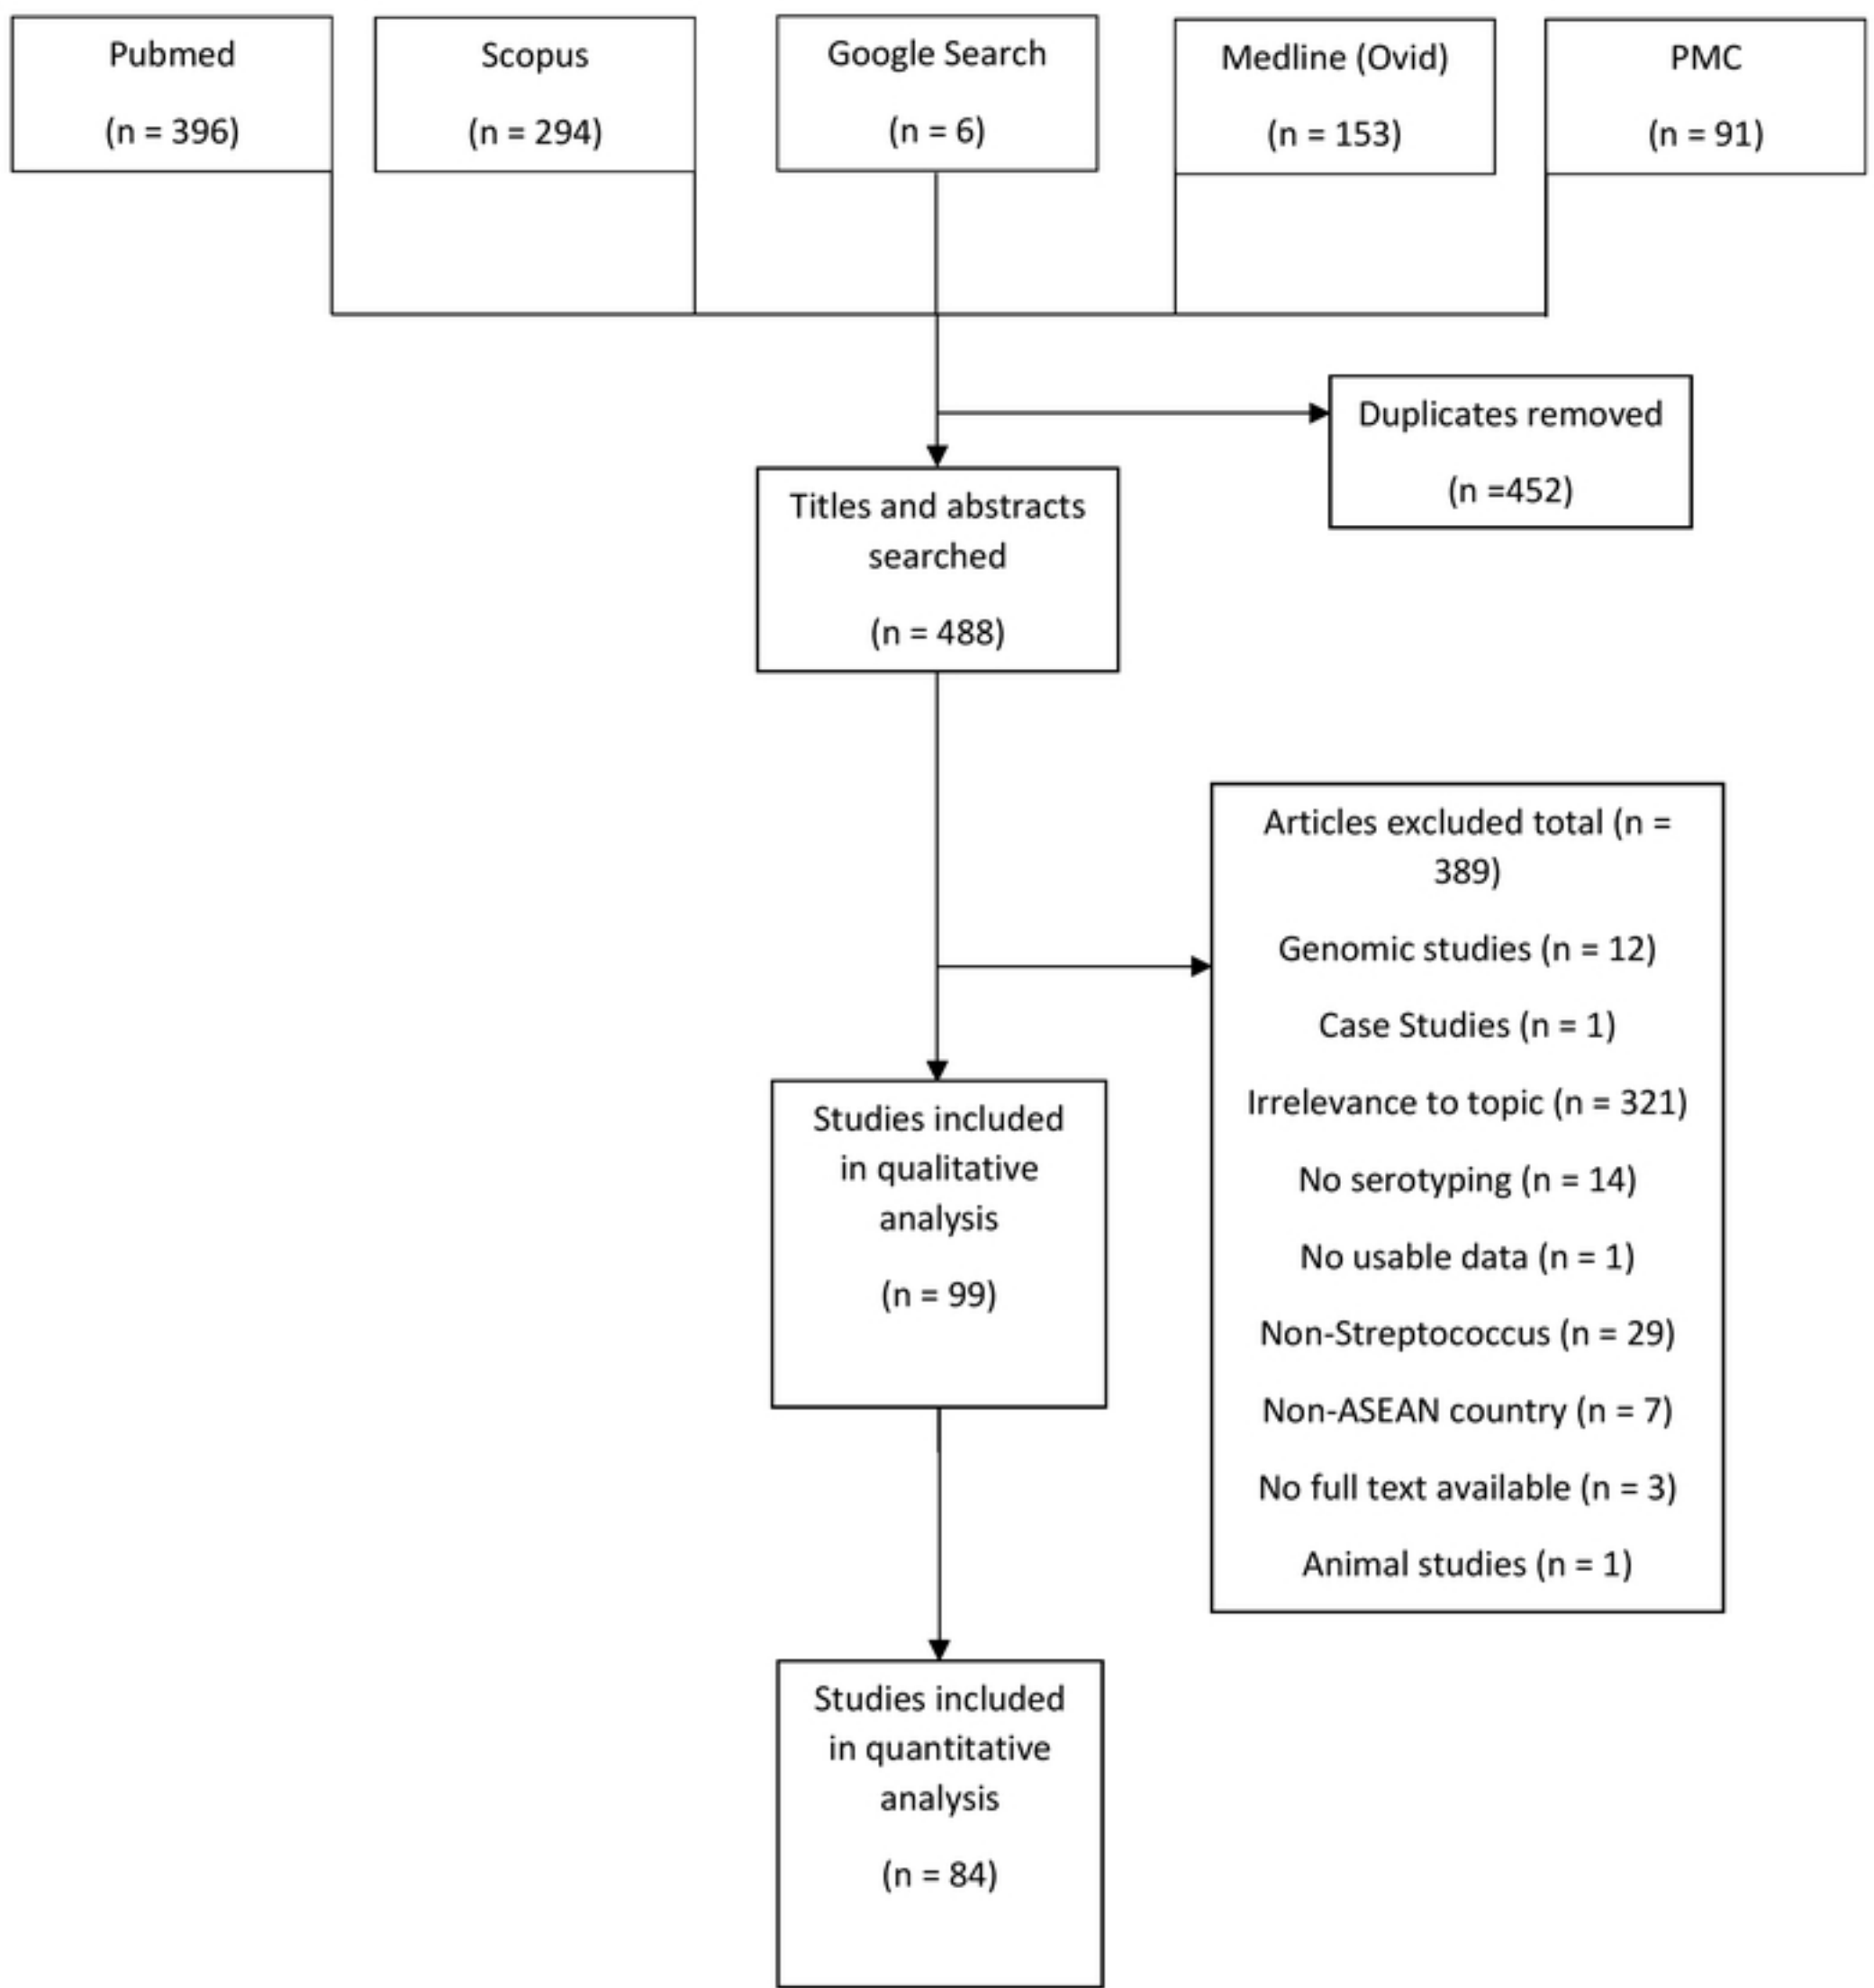 Pubmed
(n = 396)
Scopus
(n = 294)
Google Search
(n = 6)
Medline (Ovid)
(n = 153)
PMC
(n = 91)
Duplicates removed
(n =452)
Titles and abstracts
searched
(n = 488)
Articles excluded total (n =
389)
Genomic studies (n = 12)
Case Studies (n = 1)
Irrelevance to topic (n = 321)
No serotyping (n = 14)
No usable data (n = 1)
Non-Streptococcus (n = 29)
Non-ASEAN country (n = 7)
No full text available (n = 3)
Animal studies (n = 1)
Studies included
in qualitative
analysis
(n = 99)
Studies included
in quantitative
analysis
(n = 84)